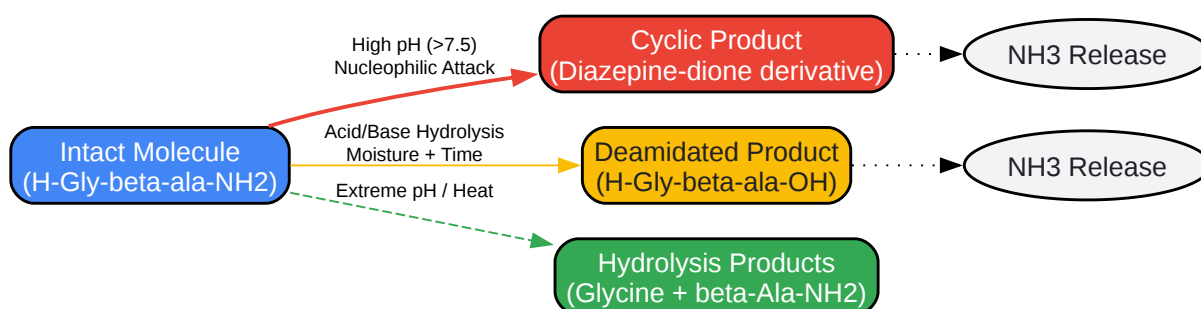 High pH (>7.5)
Nucleophilic Attack
Cyclic Product
(Diazepine-dione derivative)
NH3 Release
Intact Molecule
(H-Gly-beta-ala-NH2)
Acid/Base Hydrolysis
Moisture + Time
Deamidated Product
(H-Gly-beta-ala-OH)
NH3 Release
Extreme pH / Heat
Hydrolysis Products
(Glycine + beta-Ala-NH2)